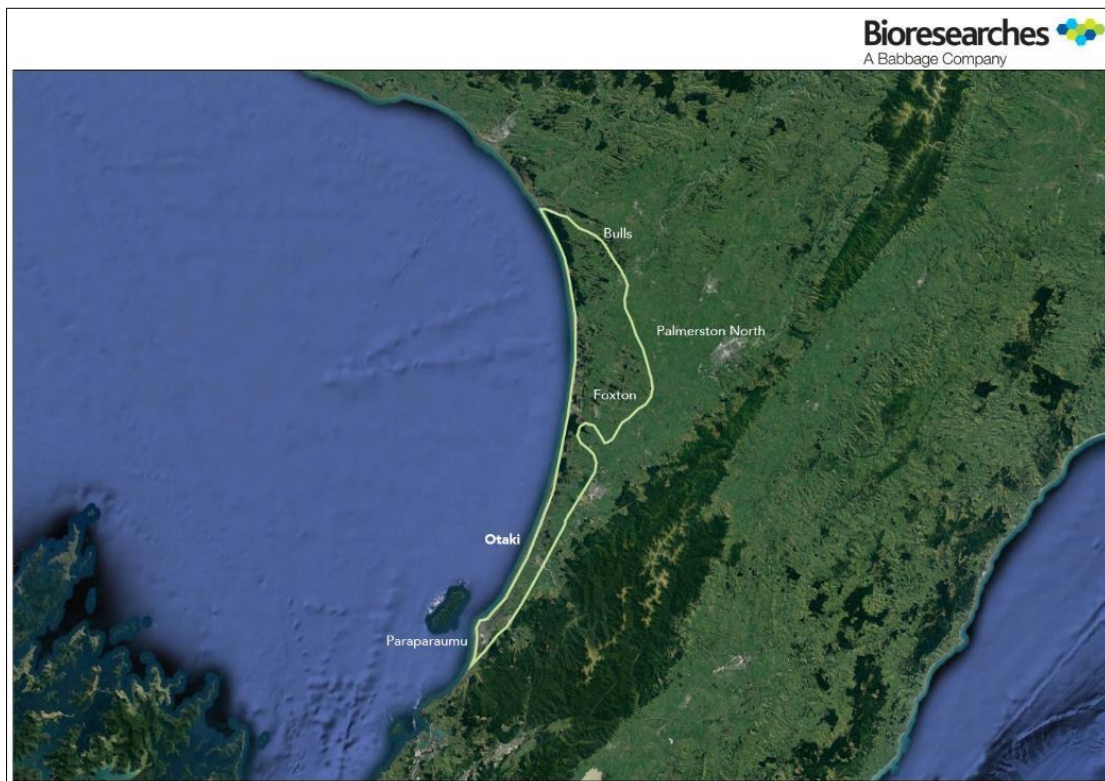 Bioresearches
A Babbage Company
Bulls
Palmerston North
Foxton
Otaki
Paraparaumu